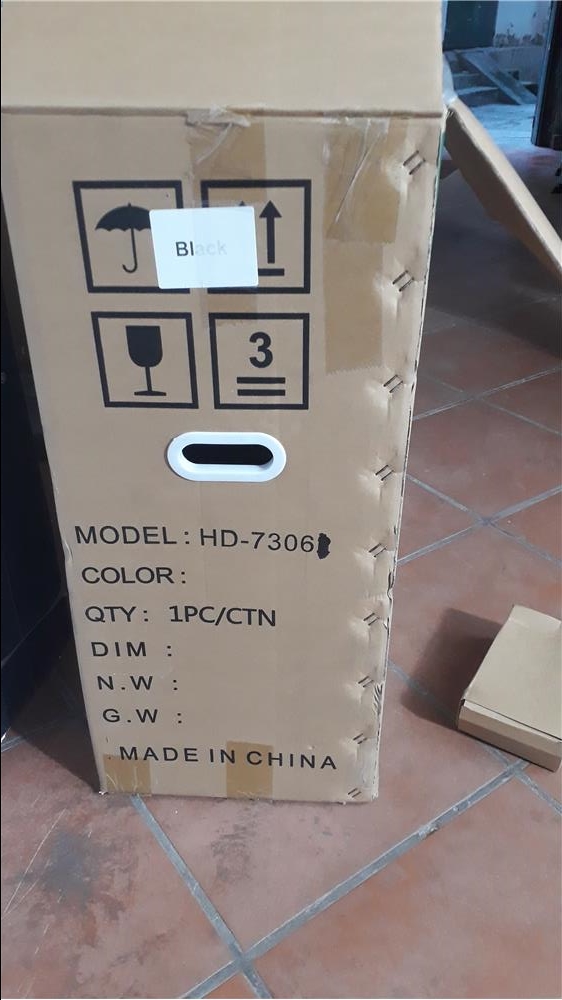 Black
3
MODEL: HD-7306
COLOR:
QTY: 1PC/CTN
DIM :
N.W :
G.W :
MADE IN CHINA